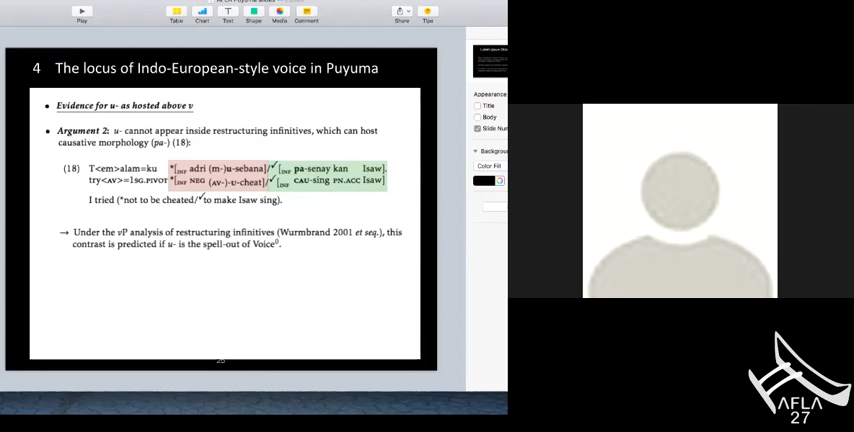 Play
Table
Chart
Text
Shape
Media
Comment
Share
Tips
4 The locus of Indo-European-style voice in Puyuma
• Evidence for u- as hosted above v
• Argument 2: u- cannot appear inside restructuring infinitives, which can host
causative morphology (pa-) (18):
(18) T<em>alam=ku *[INF adri (m-)u-sebana]/✓[INF pa-senay kan Isaw].
try<AV>=1SG.PIVOT *[INF NEG (AV-)-U-cheat]/✓[INF CAU-sing PN.ACC Isaw]
I tried (*not to be cheated/✓to make Isaw sing).
→ Under the vP analysis of restructuring infinitives (Wurmbrand 2001 et seq.), this
contrast is predicted if u- is the spell-out of Voice⁰.
Appearance
Title
Body
Slide Num
Backgrou
Color Fill
AFLA
27